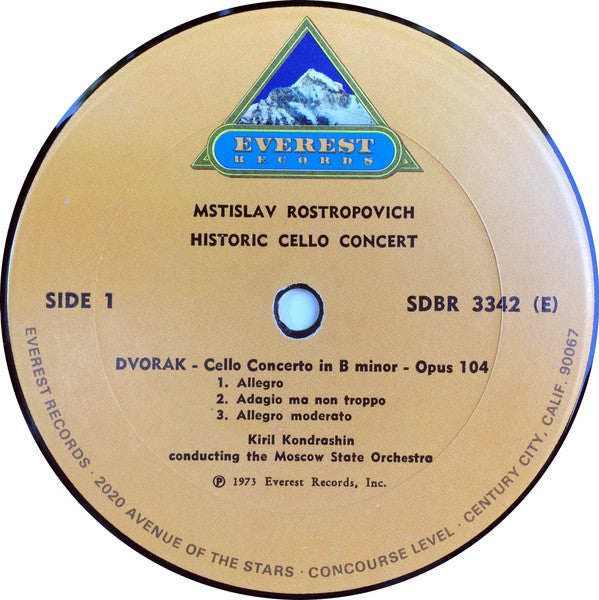 EVEREST
RECORDS
MSTISLAV ROSTROPOVICH
HISTORIC CELLO CONCERT
SIDE 1
SDBR 3342 (E)
DVORAK - Cello Concerto in B minor - Opus 104
1. Allegro
2. Adagio ma non troppo
3. Allegro moderato
Kiril Kondrashin
conducting the Moscow State Orchestra
℗ 1973 Everest Records, Inc.
EVEREST RECORDS · 2020 AVENUE OF THE STARS · CONCOURSE LEVEL · CENTURY CITY, CALIF. 90067